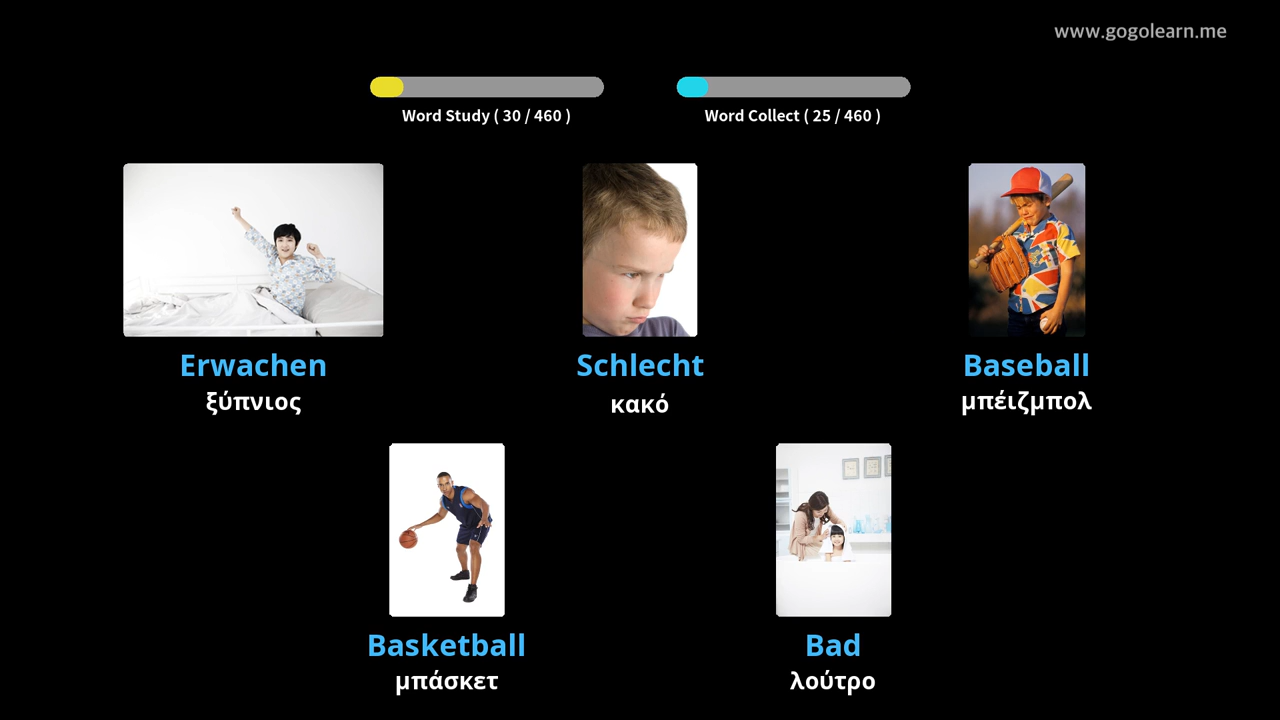 www.gogolearn.me
Word Study ( 30 / 460 )
Word Collect ( 25 / 460 )
Erwachen
ξύπνιος
Schlecht
κακό
Baseball
μπέιζμπολ
Basketball
μπάσκετ
Bad
λούτρο